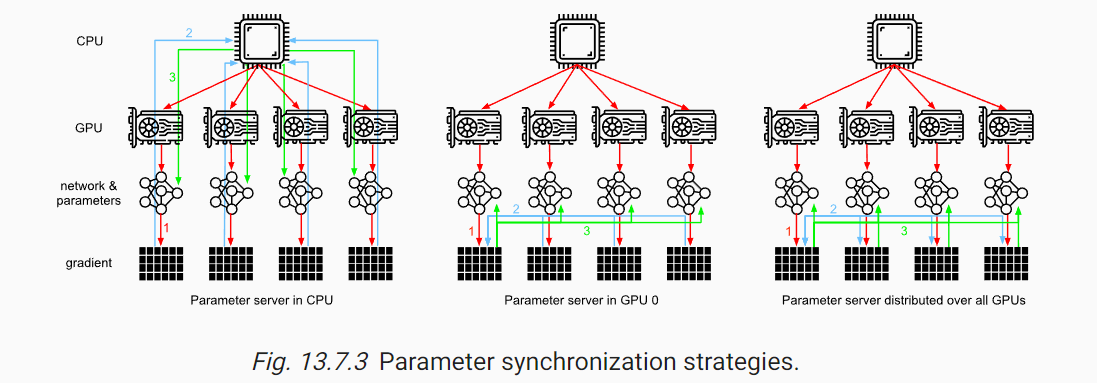 CPU
2
3
GPU
network &
parameters
1
2
1
3
2
1
3
gradient
Parameter server in CPU
Parameter server in GPU 0
Parameter server distributed over all GPUs
Fig. 13.7.3 Parameter synchronization strategies.